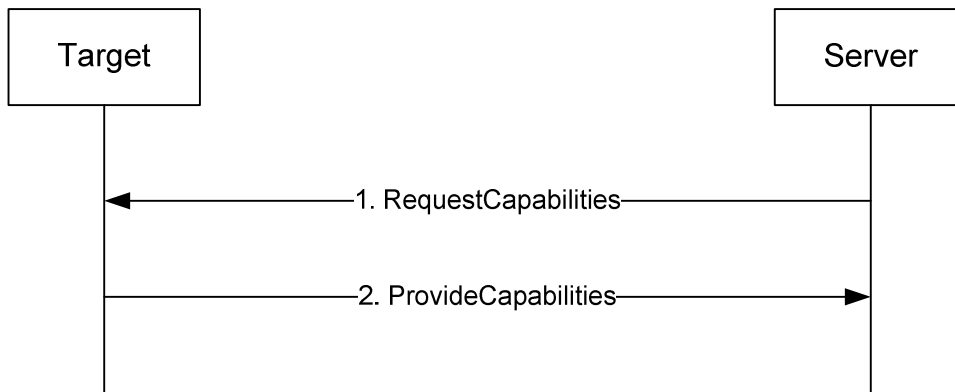 Target
Server
1. RequestCapabilities
2. ProvideCapabilities